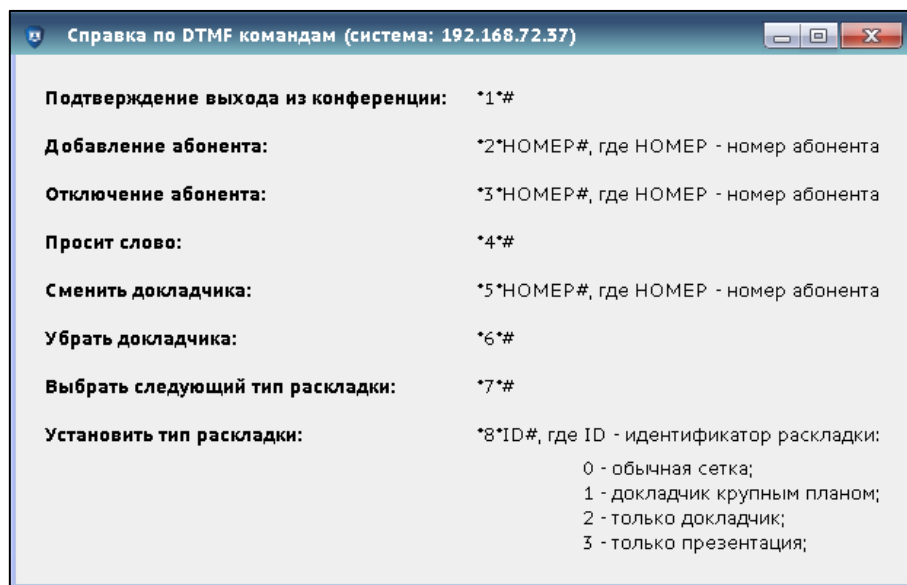 Справка по DTMF командам (система: 192.168.72.37)
Подтверждение выхода из конференции: *1*#
Добавление абонента: *2*НОМЕР#, где НОМЕР - номер абонента
Отключение абонента: *3*НОМЕР#, где НОМЕР - номер абонента
Просит слово: *4*#
Сменить докладчика: *5*НОМЕР#, где НОМЕР - номер абонента
Убрать докладчика: *6*#
Выбрать следующий тип раскладки: *7*#
Установить тип раскладки: *8*ID#, где ID - идентификатор раскладки:
0 - обычная сетка;
1 - докладчик крупным планом;
2 - только докладчик;
3 - только презентация;